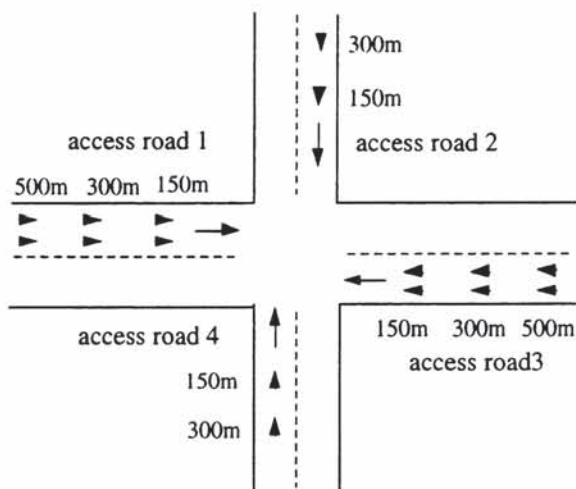 300m
150m
access road 1
access road 2
500m 300m 150m
access road 4
150m 300m 500m
access road3
150m
300m